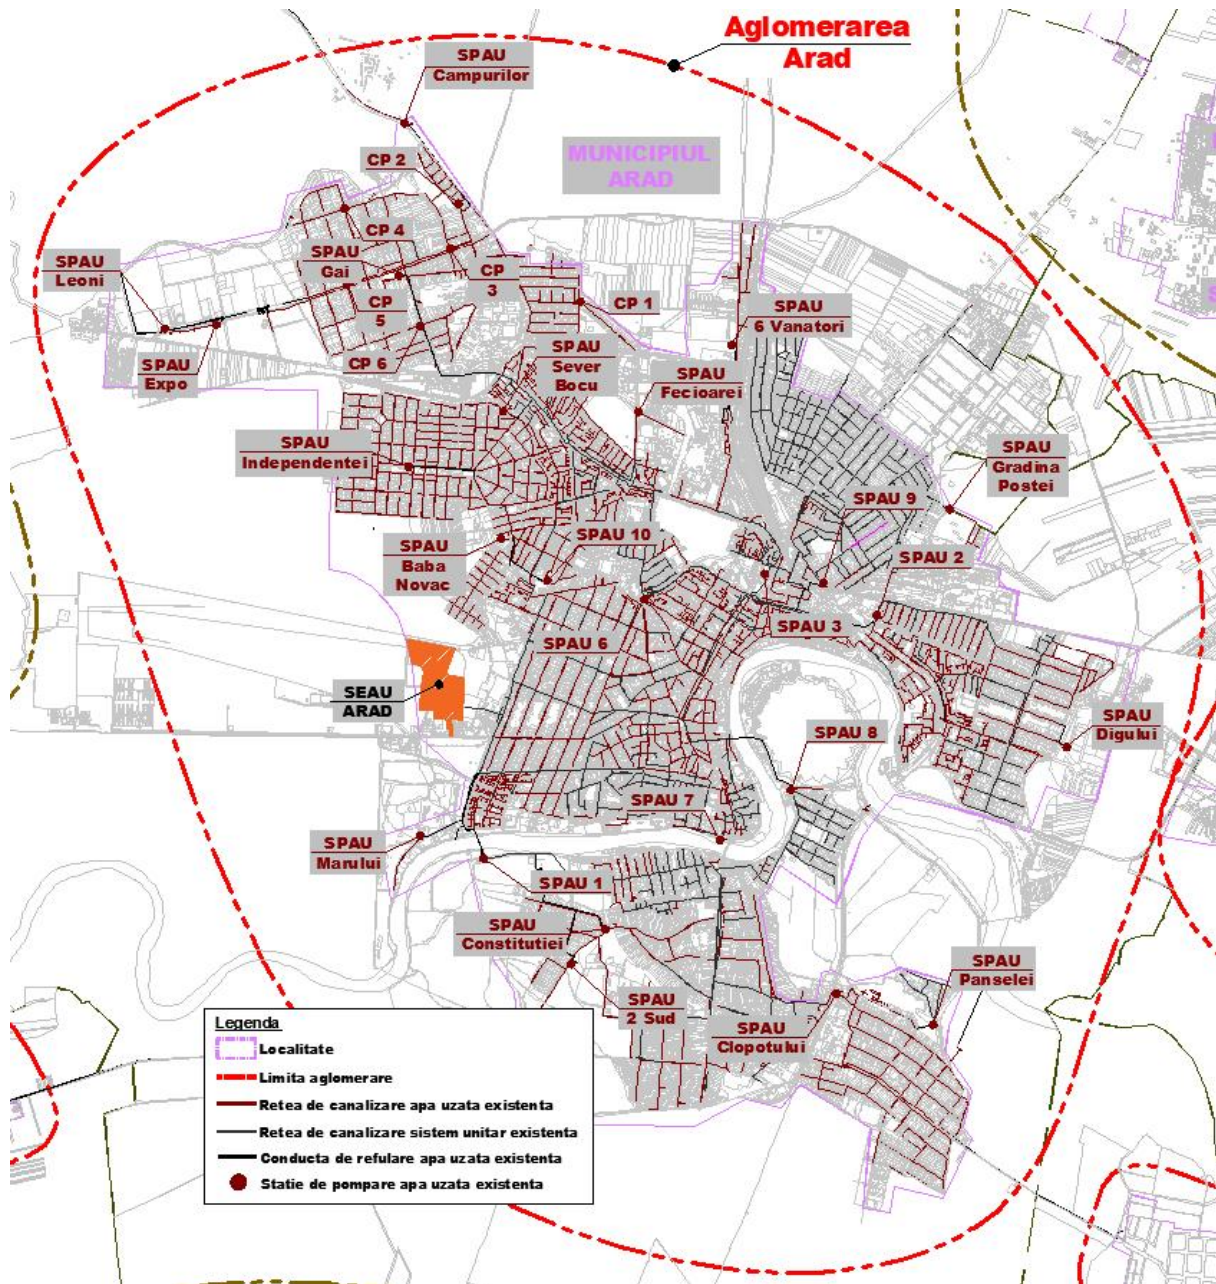 Aglomerarea
Arad
SPAU
Campurilor
MUNICIPIUL
ARAD
CP 2
CP 4
SPAU
Gai
SPAU
Leoni
CP
3
CP
5
CP 1
SPAU
6 Vanatori
SPAU
Expo
CP 6
SPAU
Sever
Bocu
SPAU
Fecioarei
SPAU
Independentei
SPAU
Gradina
Postei
SPAU 9
SPAU
Baba
Novac
SPAU 10
SPAU 2
SPAU 6
SPAU 3
SEAU
ARAD
SPAU
Digului
SPAU 8
SPAU 7
SPAU
Marului
SPAU 1
SPAU
Constitutiei
SPAU
Panselei
SPAU
2 Sud
SPAU
Clopotului
Legenda
Localitate
Limita aglomerare
Retea de canalizare apa uzata existenta
Retea de canalizare sistem unitar existenta
Conducta de refulare apa uzata existenta
Statie de pompare apa uzata existenta